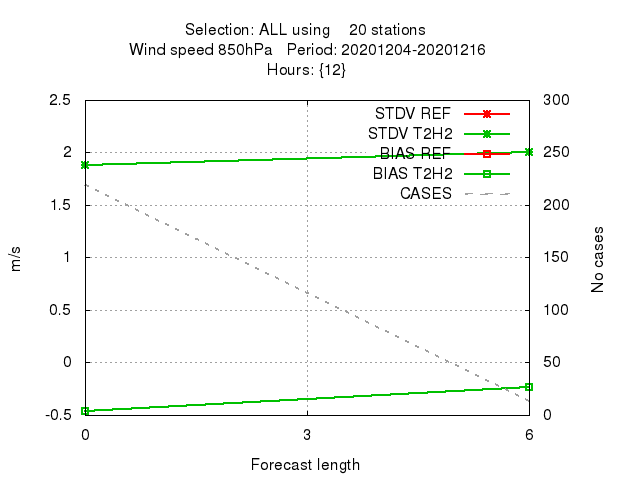 Selection: ALL using 20 stations
Wind speed 850hPa Period: 20201204-20201216
Hours: {12}
2.5
2
1.5
1
0.5
0
-0.5
m/s
300
250
200
150
100
50
0
No cases
STDV REF
STDV T2H2
BIAS REF
BIAS T2H2
CASES
0
3
6
Forecast length